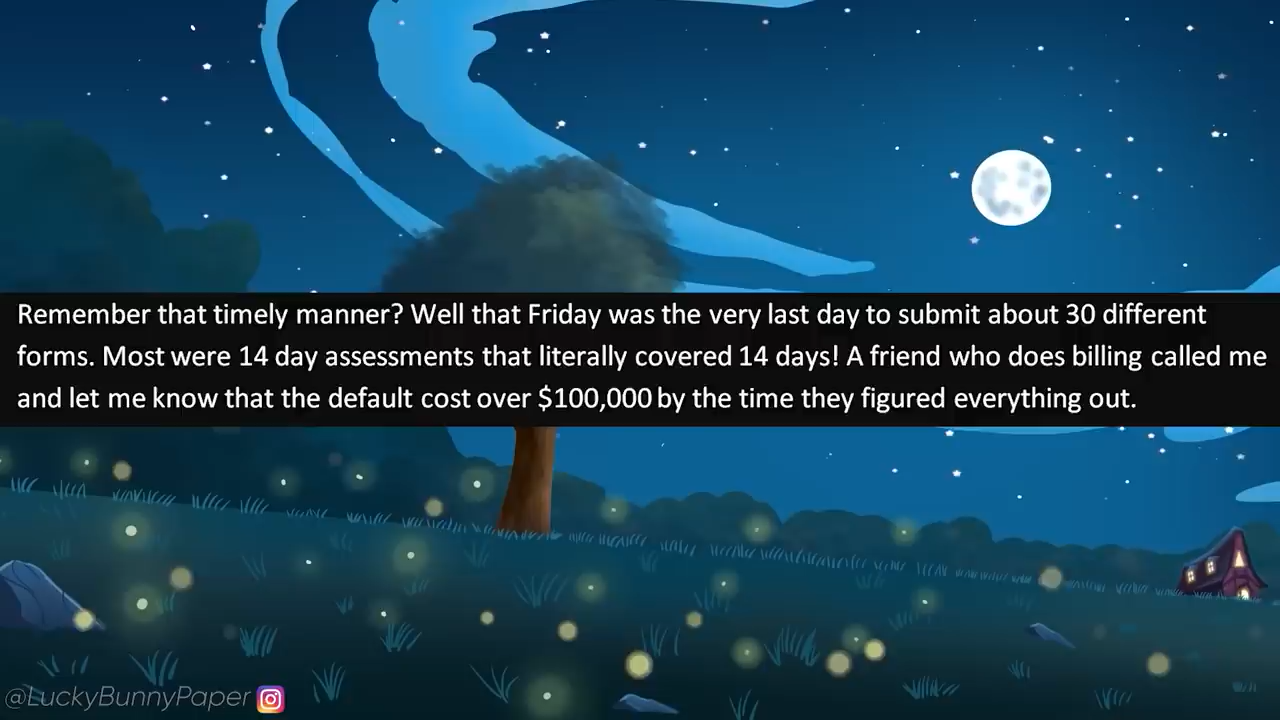 Remember that timely manner? Well that Friday was the very last day to submit about 30 different
forms. Most were 14 day assessments that literally covered 14 days! A friend who does billing called me
and let me know that the default cost over $100,000 by the time they figured everything out.
@LuckyBunnyPaper